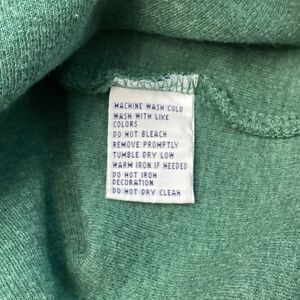 MACHINE WASH COLD
WASH WITH LIKE
COLORS
DO NOT BLEACH
REMOVE PROMPTLY
TUMBLE DRY LOW
WARM IRON IF NEEDED
DO NOT IRON
DECORATION
DO NOT DRY CLEAN